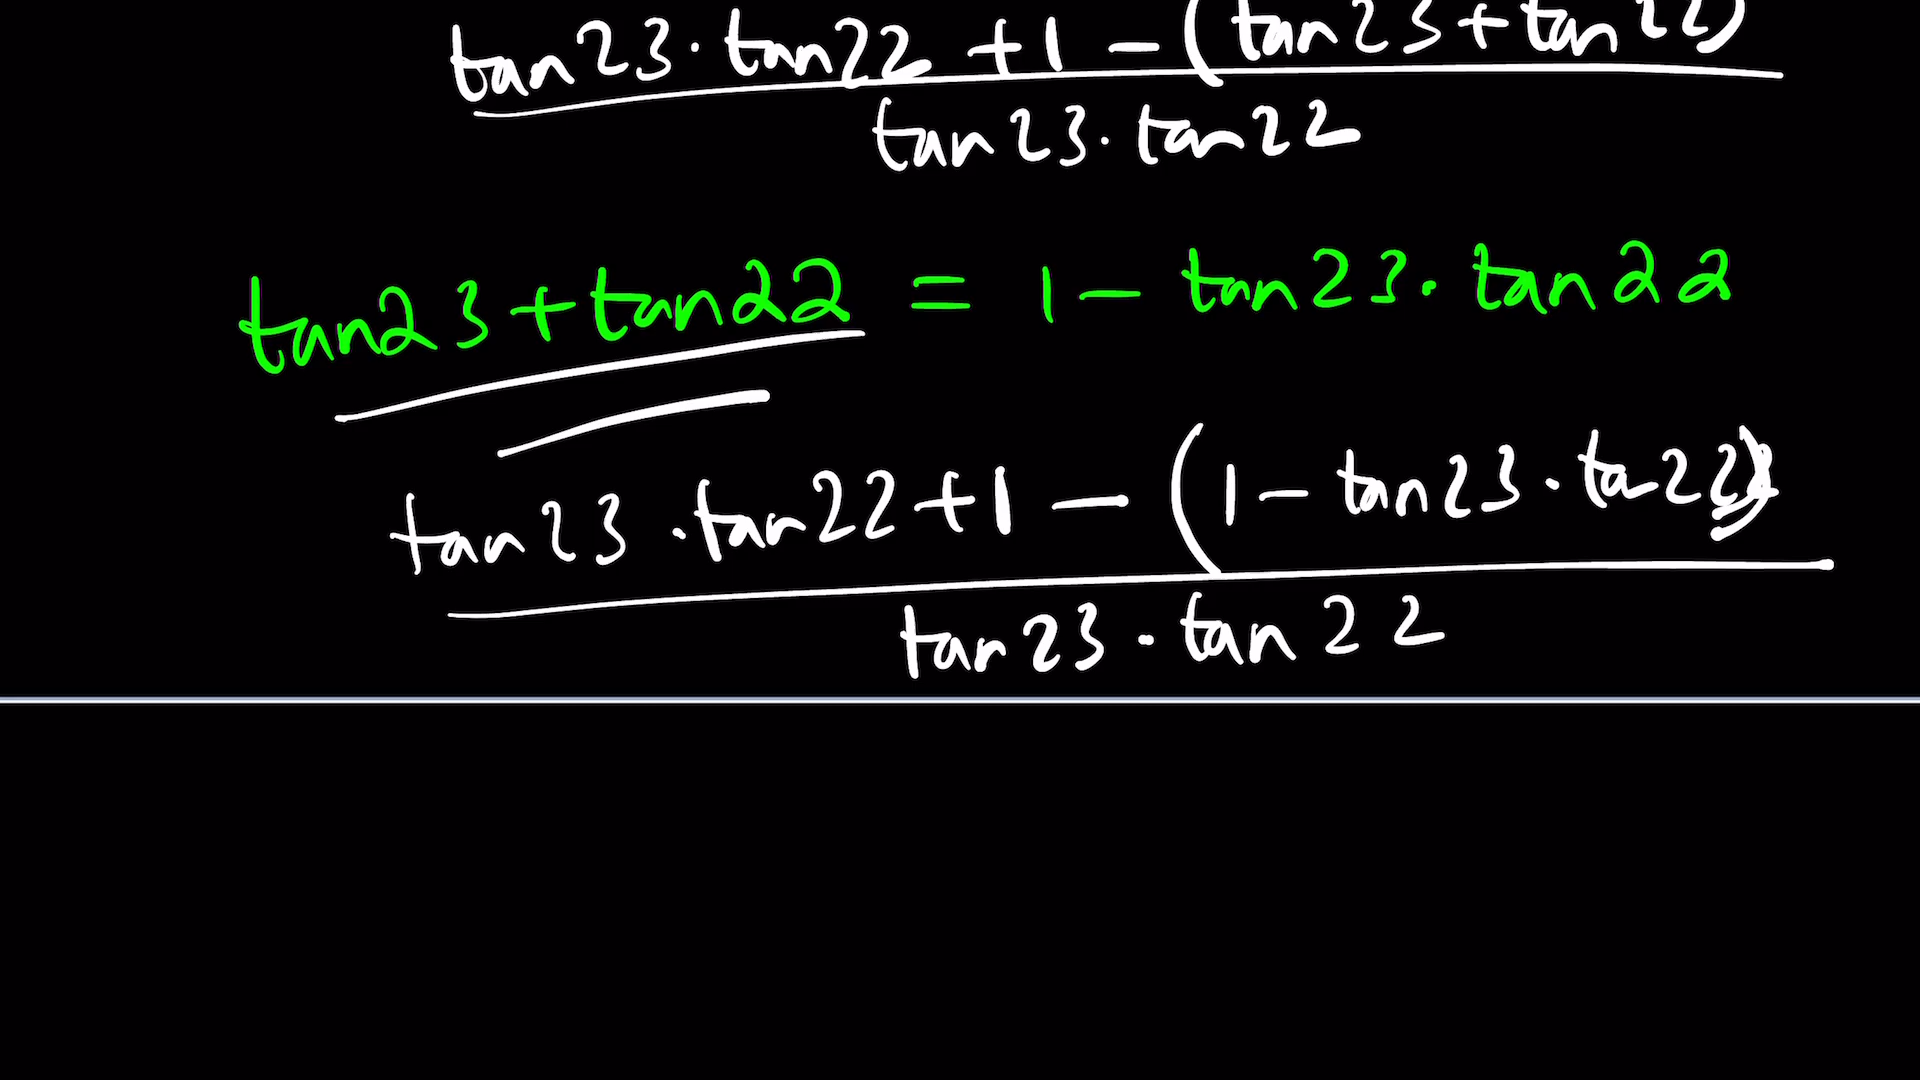 tan23·tan22+1-(tan23+tan22)
tan23·tan22
tan23+tan22=1-tan23·tan22
tan23·tan22+1-(1-tan23·tan22)
tan23·tan22